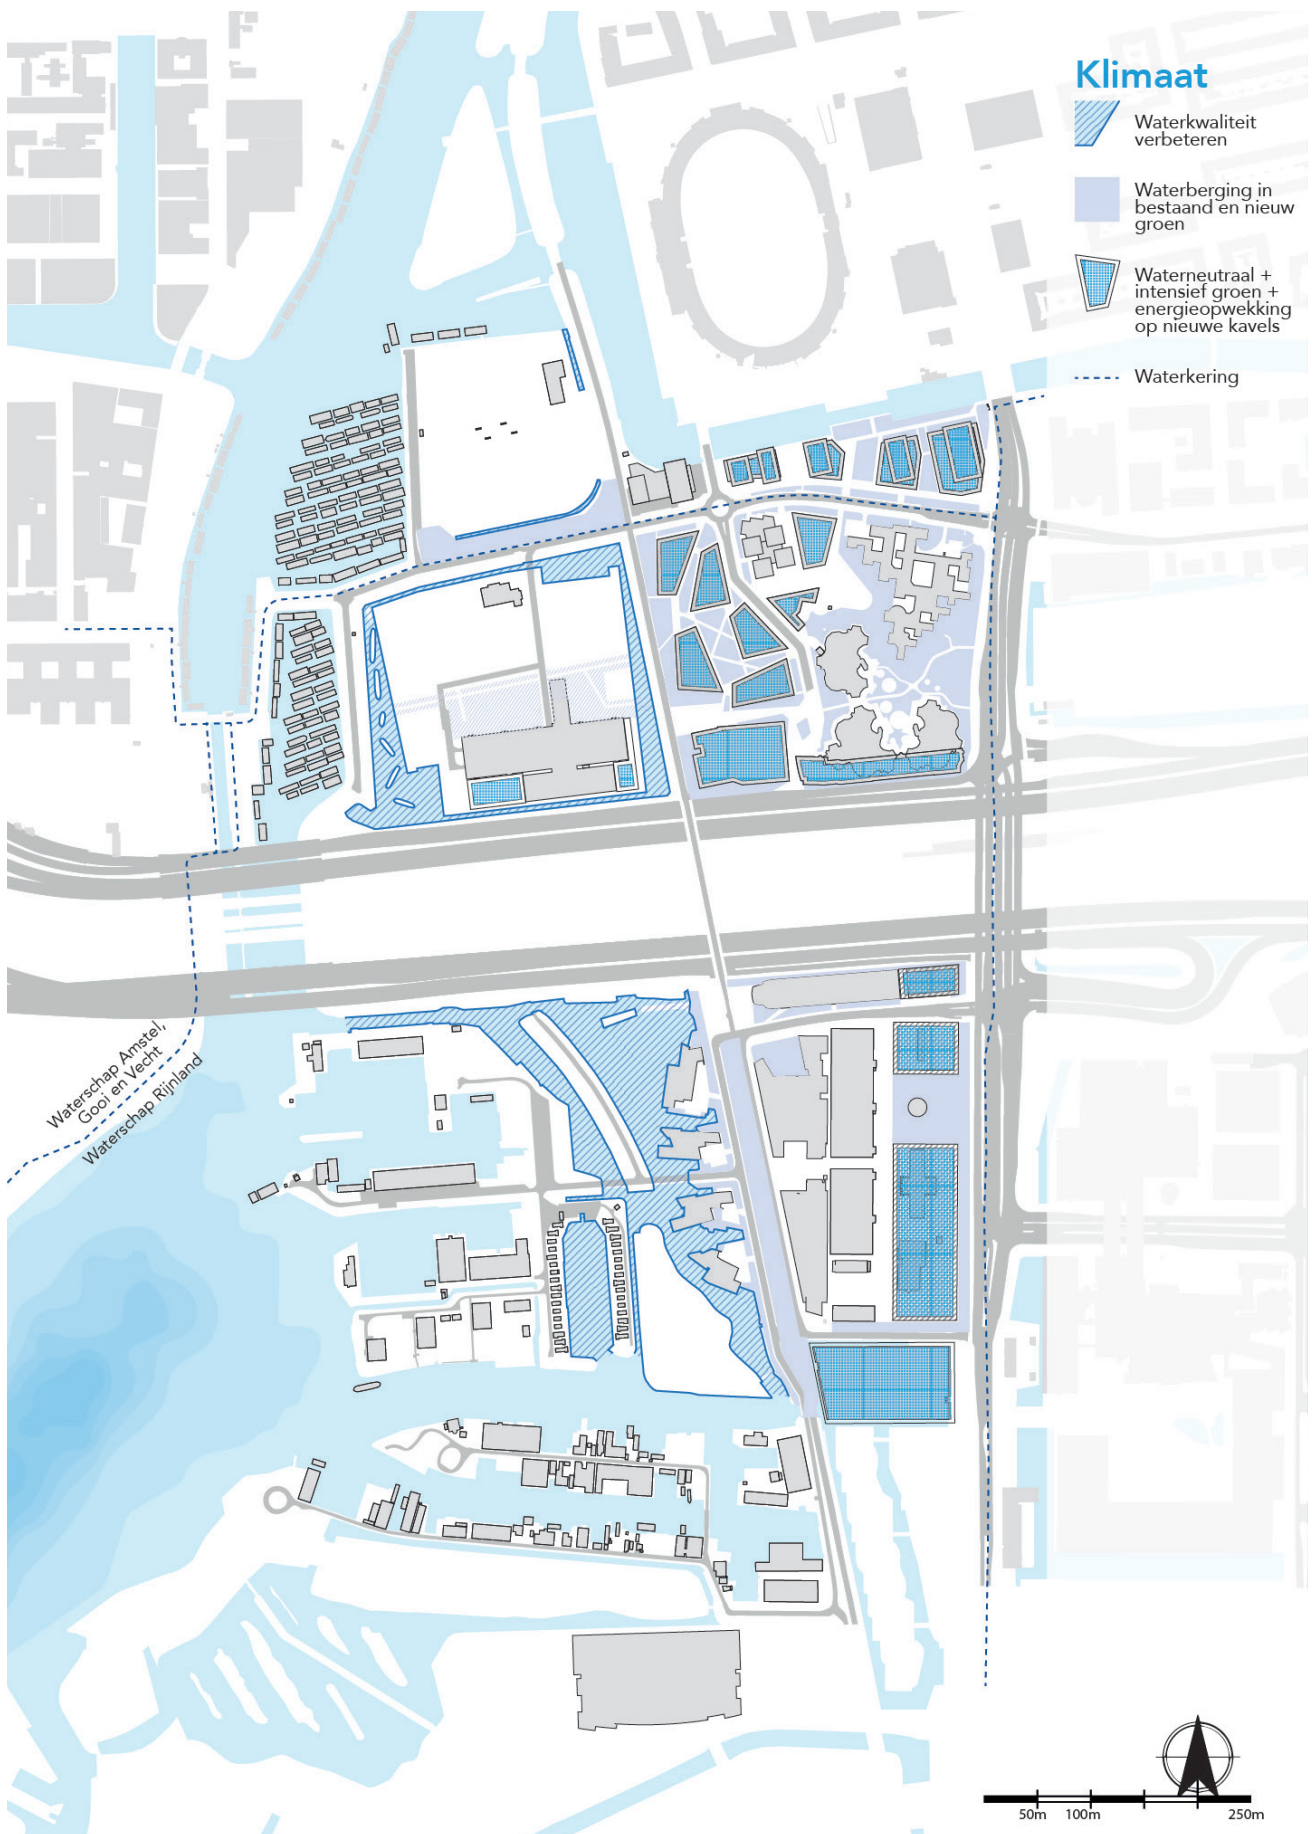 Klimaat
Waterkwaliteit
verbeteren
Waterberging in
bestaand en nieuw
groen
Waterneutraal +
intensief groen +
energieopwekking
op nieuwe kavels
Waterkering
Waterschap Amstel,
Gooi en Vecht
Waterschap Rijnland
50m 100m 250m